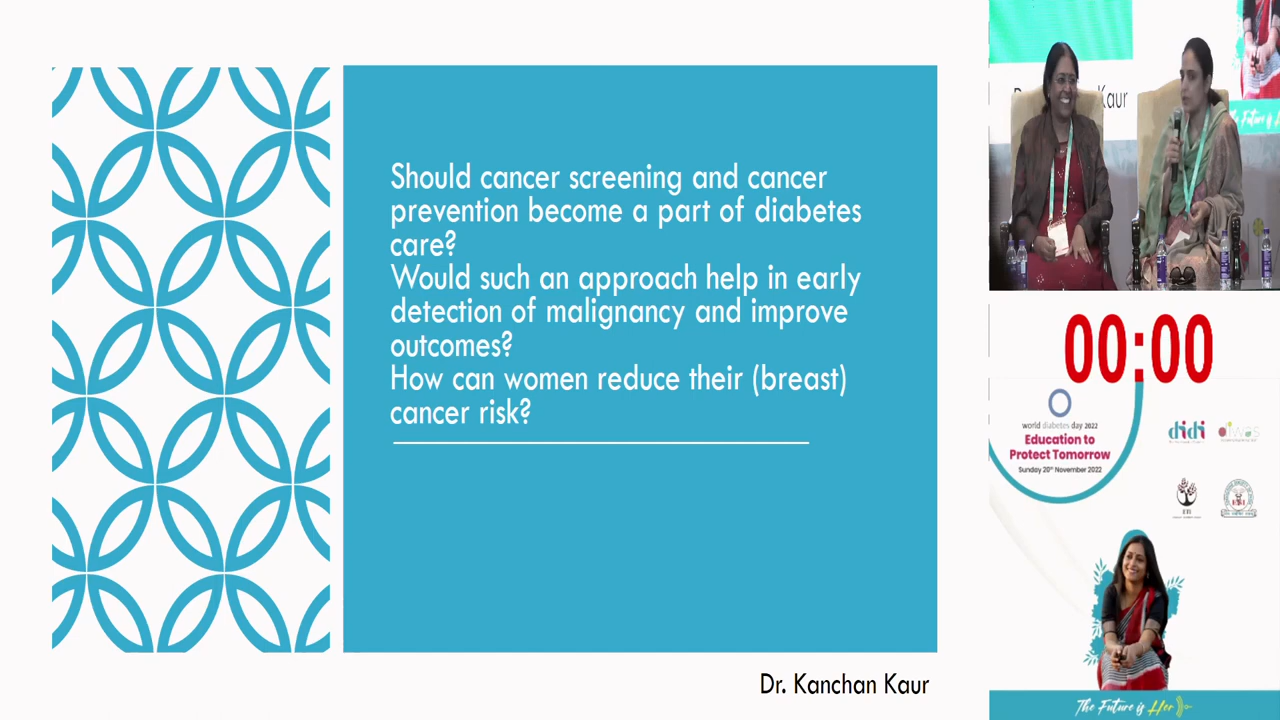 Should cancer screening and cancer
prevention become a part of diabetes
care?
Would such an approach help in early
detection of malignancy and improve
outcomes?
How can women reduce their (breast)
cancer risk?
Dr. Kanchan Kaur
Kaur
00:00
world diabetes day 2022
Education to
Protect Tomorrow
Sunday 20th November 2022
didi
The Future is Her